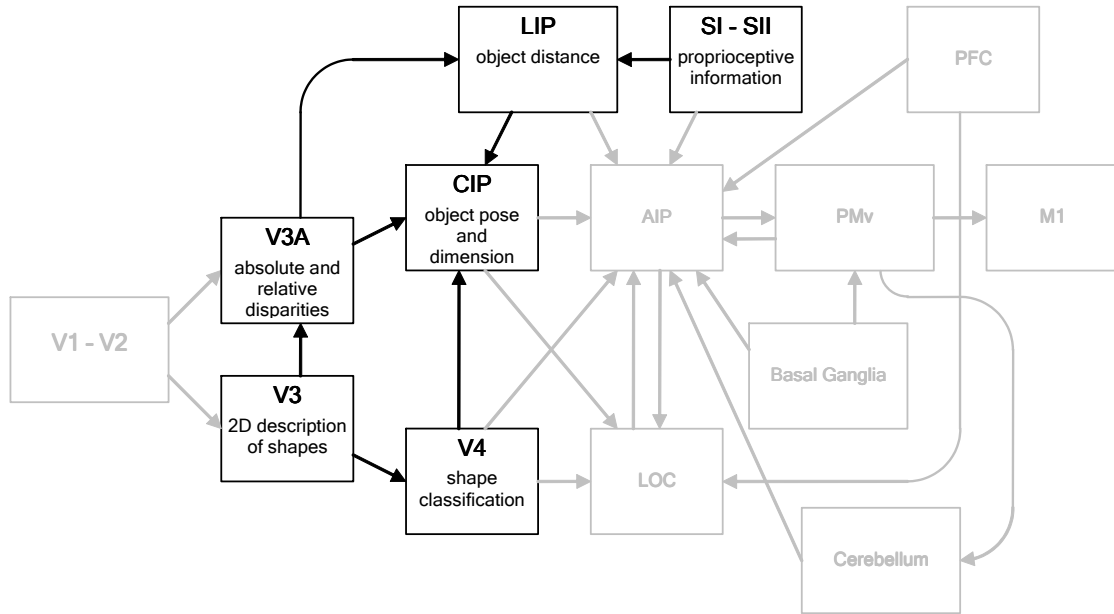 LIP
object distance
SI - SII
proprioceptive
information
PFC
CIP
object pose
and
dimension
AIP
PMv
M1
V3A
absolute and
relative
disparities
V1 - V2
V3
2D description
of shapes
Basal Ganglia
V4
shape
classification
LOC
Cerebellum